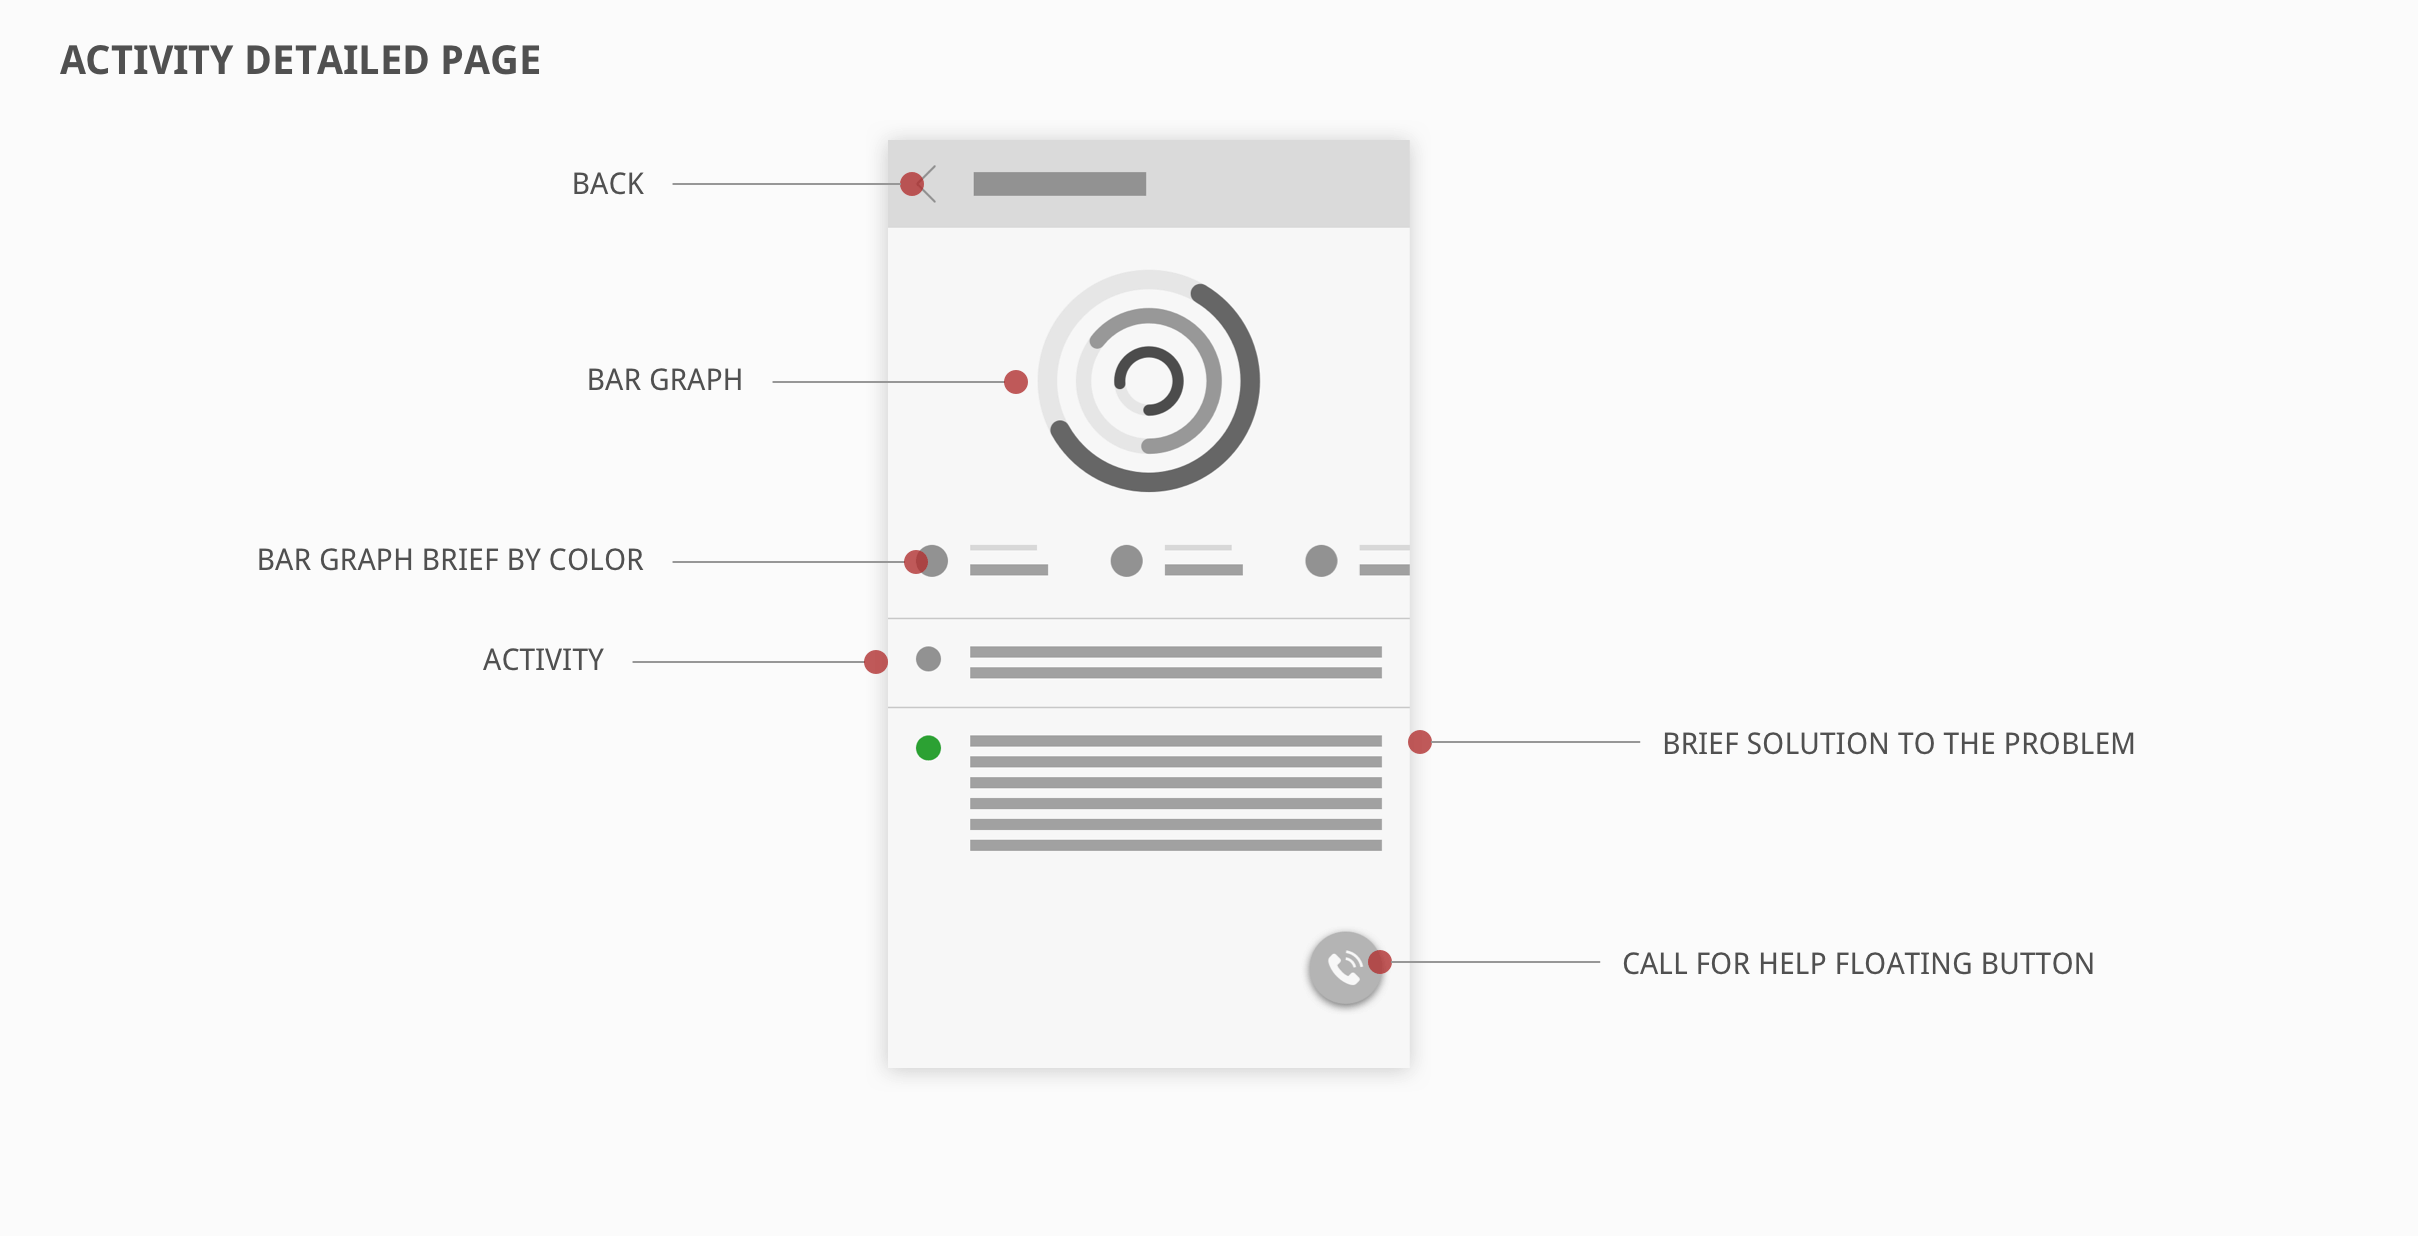 ACTIVITY DETAILED PAGE
BACK
BAR GRAPH
BAR GRAPH BRIEF BY COLOR
ACTIVITY
BRIEF SOLUTION TO THE PROBLEM
CALL FOR HELP FLOATING BUTTON